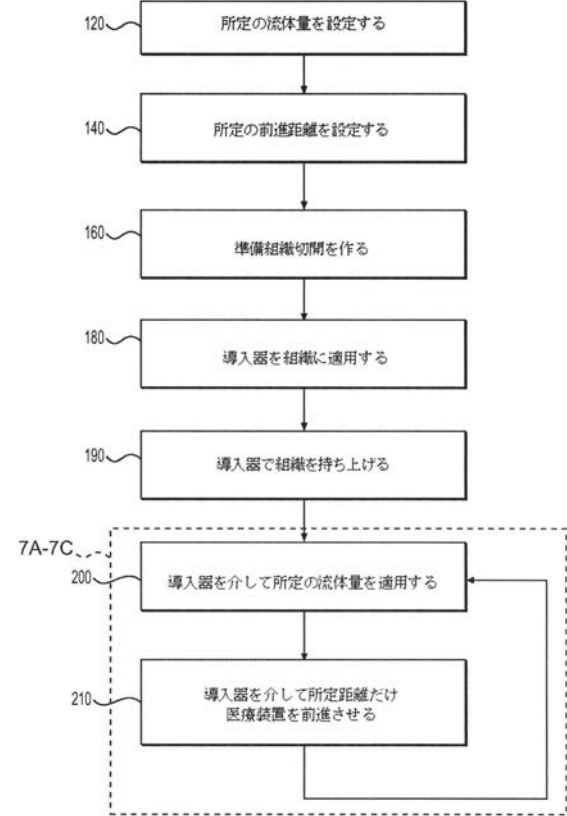 120
所定の流体量を設定する
140
所定の前進距離を設定する
160
準備組織切開を作る
180
導入器を組織に適用する
190
導入器で組織を持ち上げる
7A-7C
200
導入器を介して所定の流体量を適用する
210
導入器を介して所定距離だけ
医療装置を前進させる